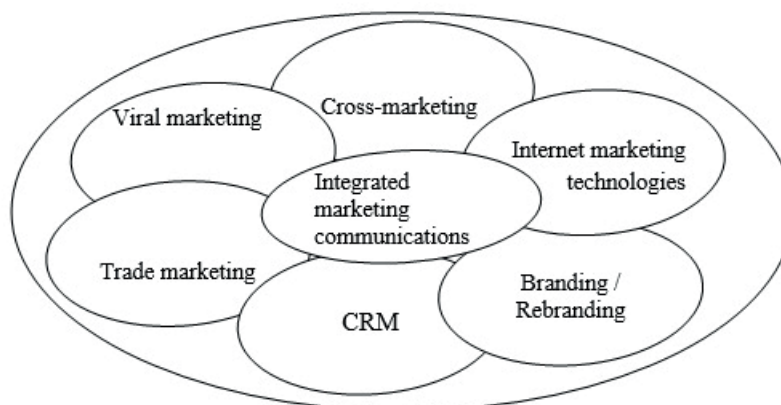 Cross-marketing
Viral marketing
Internet marketing
technologies
Integrated
marketing
communications
Trade marketing
Branding /
Rebranding
CRM